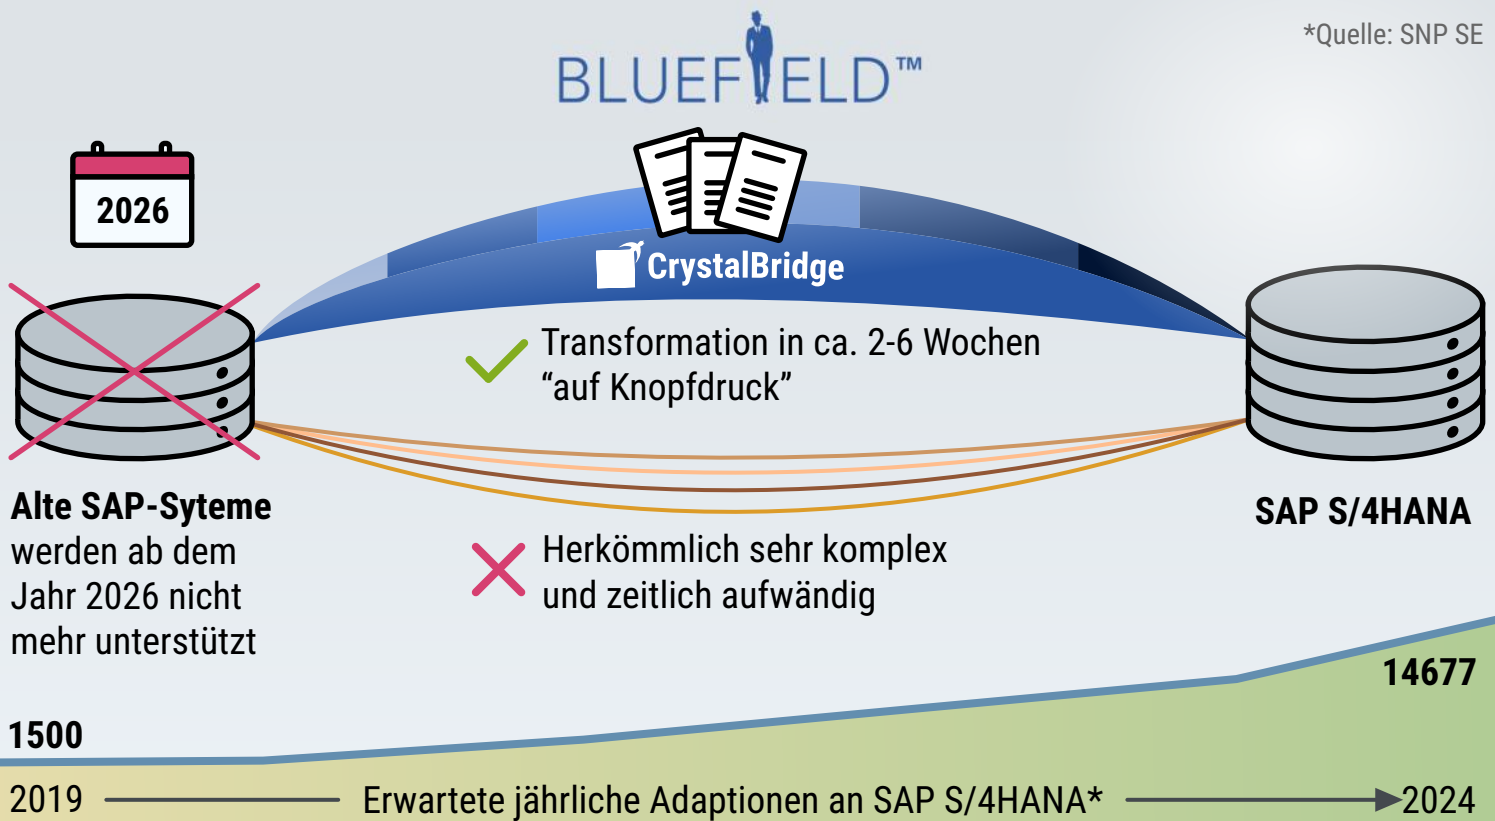 BLUEFIELD™
*Quelle: SNP SE
2026
CrystalBridge
Transformation in ca. 2-6 Wochen
“auf Knopfdruck”
Alte SAP-Syteme
werden ab dem
Jahr 2026 nicht
mehr unterstützt
SAP S/4HANA
Herkömmlich sehr komplex
und zeitlich aufwändig
14677
1500
2019
Erwartete jährliche Adaptionen an SAP S/4HANA*
2024